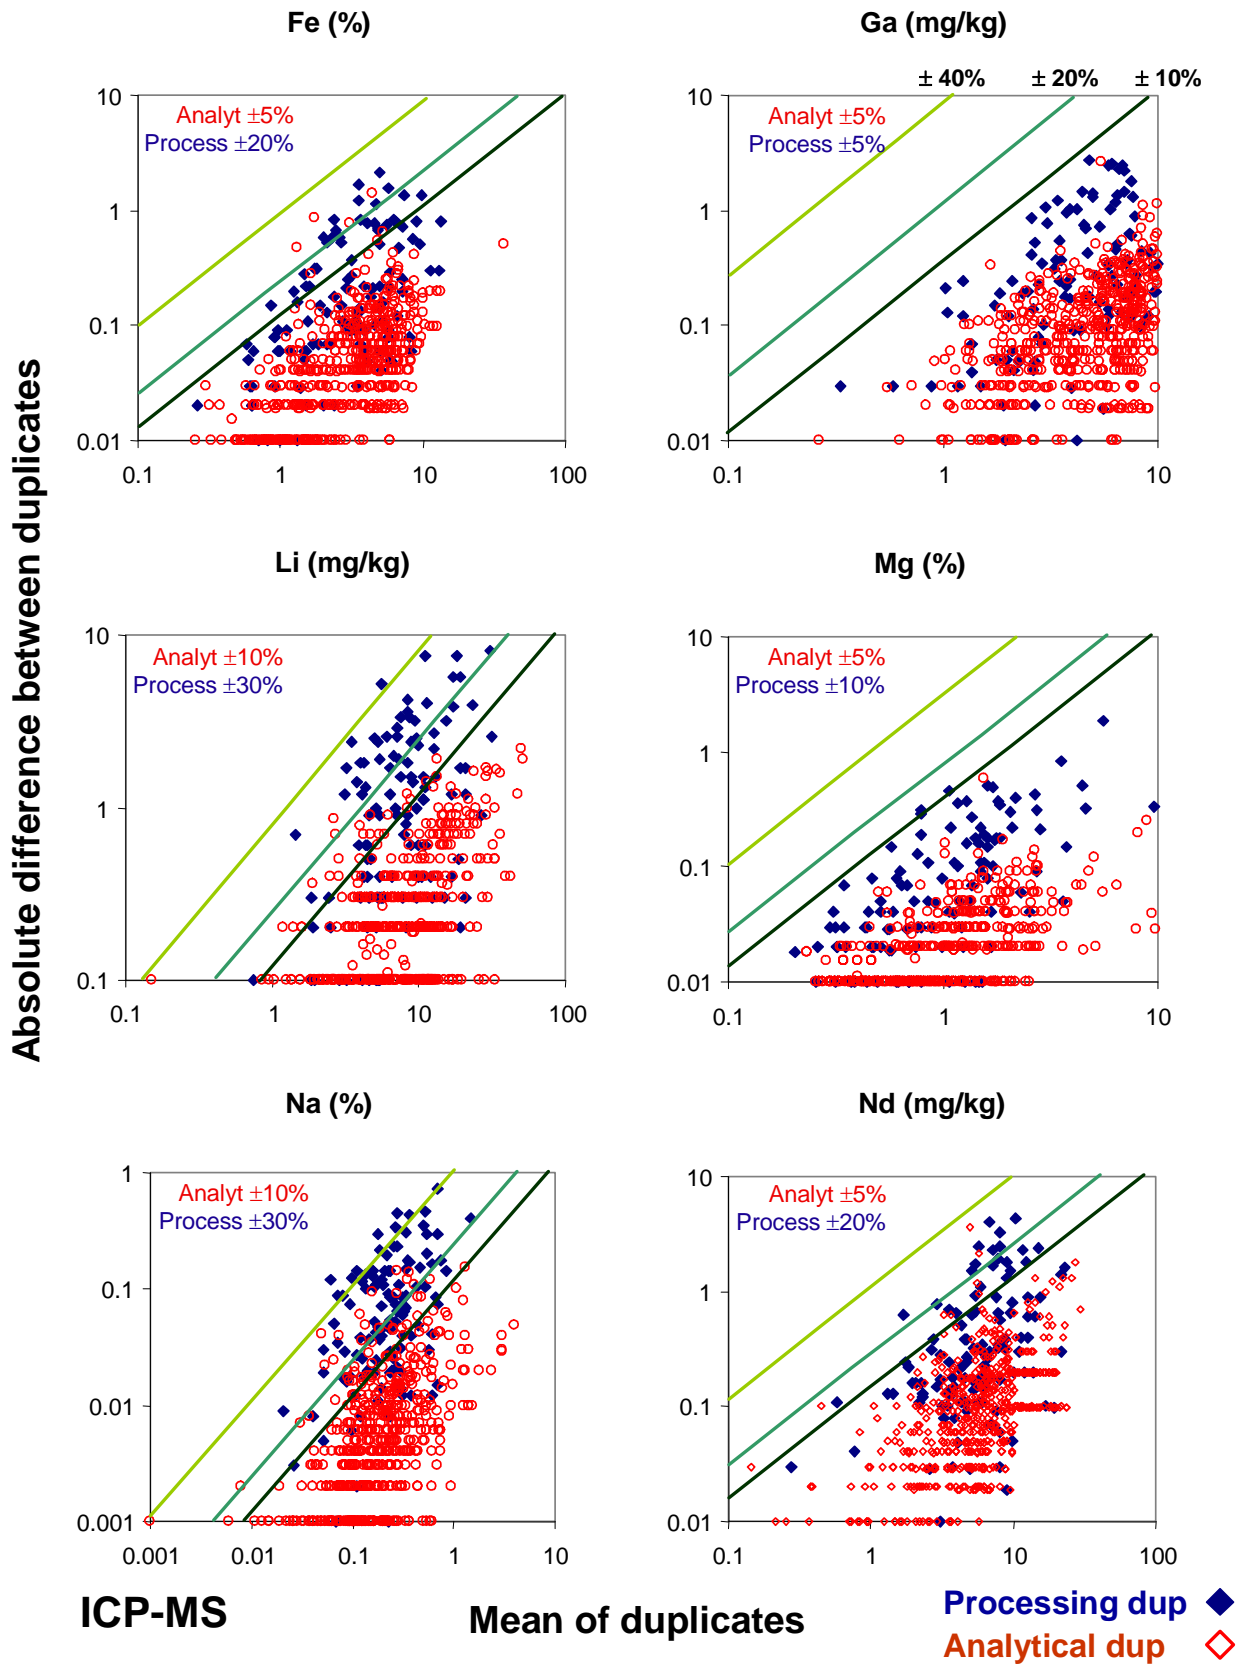 Fe (%)
Ga (mg/kg)
± 40%
± 20%
± 10%
10
1
0.1
0.01
0.1
1
10
100
Analyt ±5%
Process ±20%
10
1
0.1
0.01
0.1
1
10
Analyt ±5%
Process ±5%
Absolute difference between duplicates
Li (mg/kg)
Mg (%)
10
1
0.1
0.1
1
10
100
Analyt ±10%
Process ±30%
10
1
0.1
0.01
0.1
1
10
Analyt ±5%
Process ±10%
Na (%)
Nd (mg/kg)
1
0.1
0.01
0.001
0.001
0.01
0.1
1
10
Analyt ±10%
Process ±30%
10
1
0.1
0.01
0.1
1
10
100
Analyt ±5%
Process ±20%
ICP-MS
Mean of duplicates
Processing dup
Analytical dup